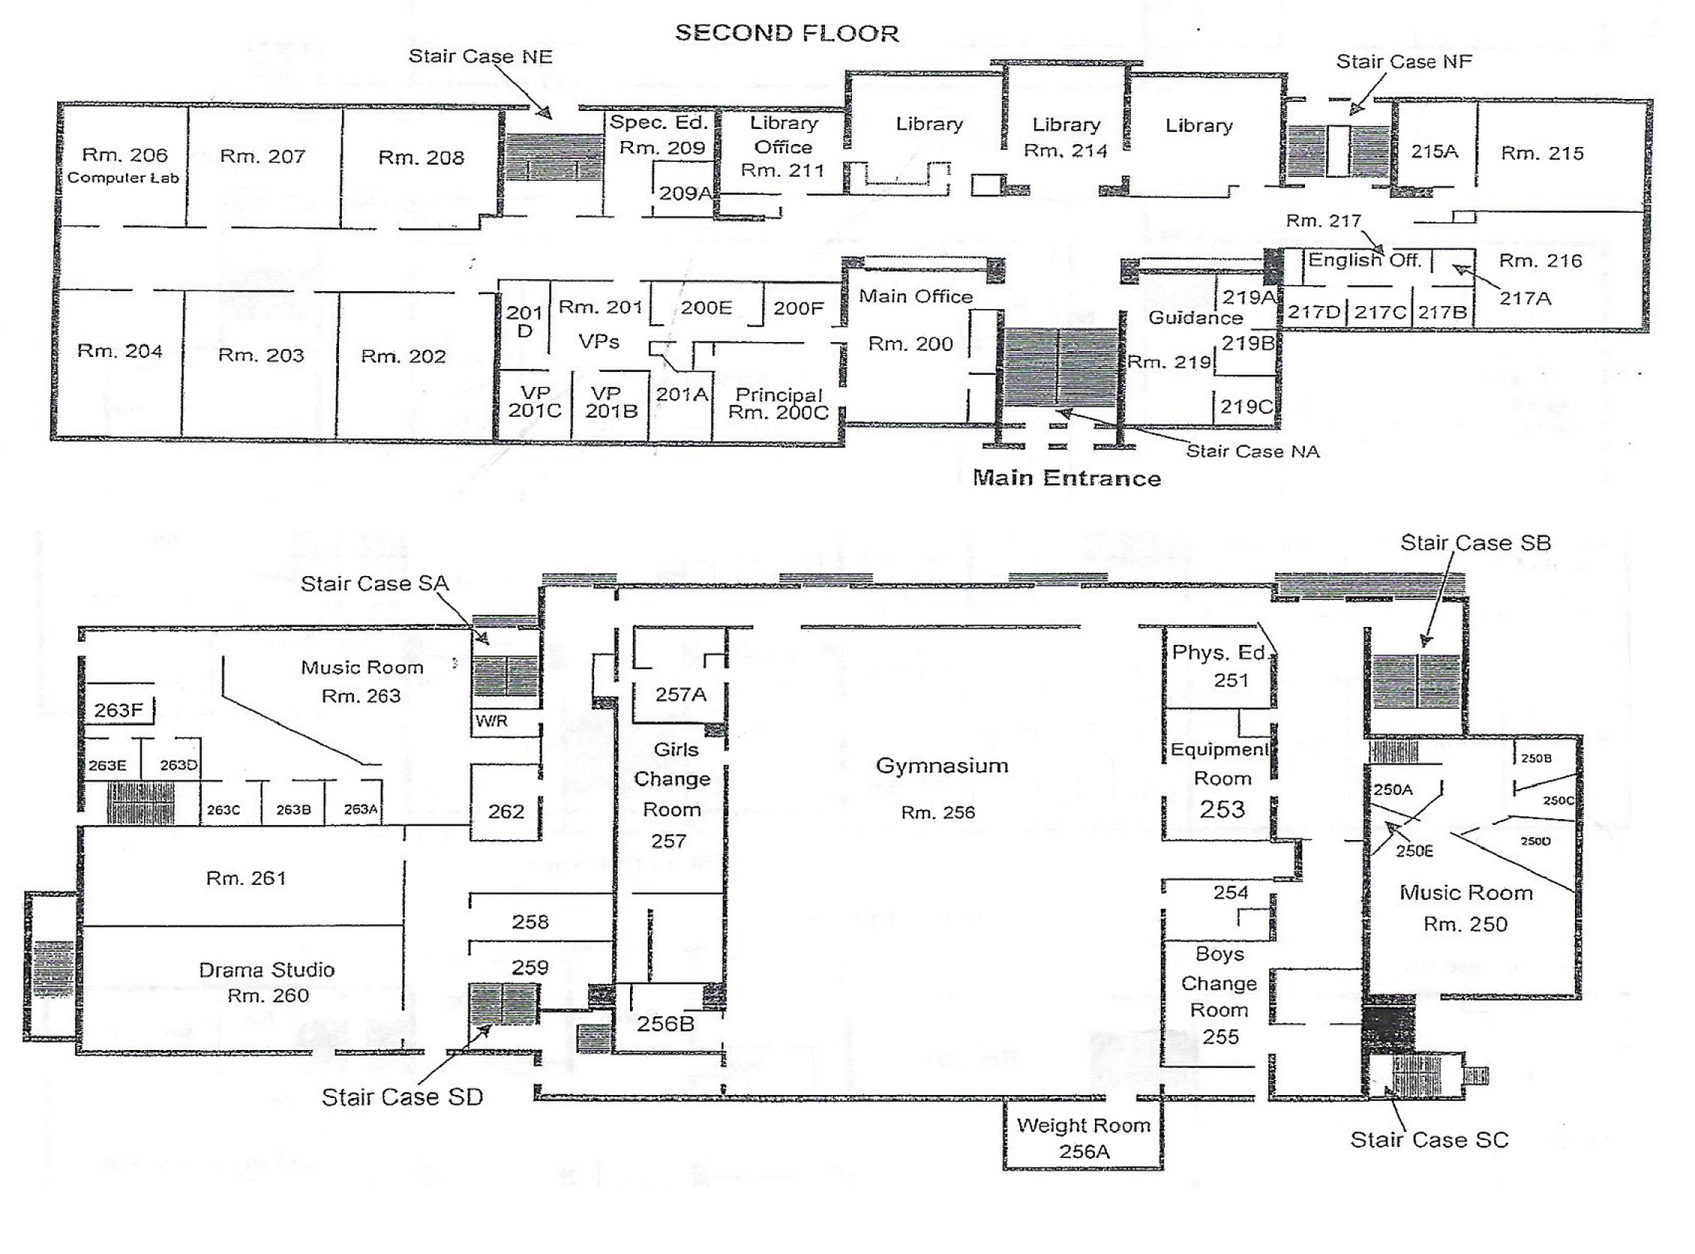 SECOND FLOOR
Stair Case NE
Stair Case NF
Rm. 206
Computer Lab
Rm. 207
Rm. 208
Spec. Ed.
Rm. 209
209A
Library
Office
Rm. 211
Library
Library
Rm. 214
Library
215A
Rm. 215
Rm. 217
English Off.
Rm. 216
217A
217D
217C
217B
Rm. 204
Rm. 203
Rm. 202
201
D
Rm. 201
VPs
200E
200F
VP
201C
VP
201B
201A
Principal
Rm. 200C
Main Office
Rm. 200
219A
Guidance
219B
Rm. 219
219C
Stair Case NA
Main Entrance
Stair Case SB
Stair Case SA
Music Room
Rm. 263
263F
263E
263D
263C
263B
263A
W/R
262
257A
Girls
Change
Room
257
Gymnasium
Rm. 256
Phys. Ed.
251
Equipment
Room
253
250B
250A
250C
250E
250D
Music Room
Rm. 250
Rm. 261
258
254
Drama Studio
Rm. 260
259
256B
Boys
Change
Room
255
Stair Case SD
Weight Room
256A
Stair Case SC